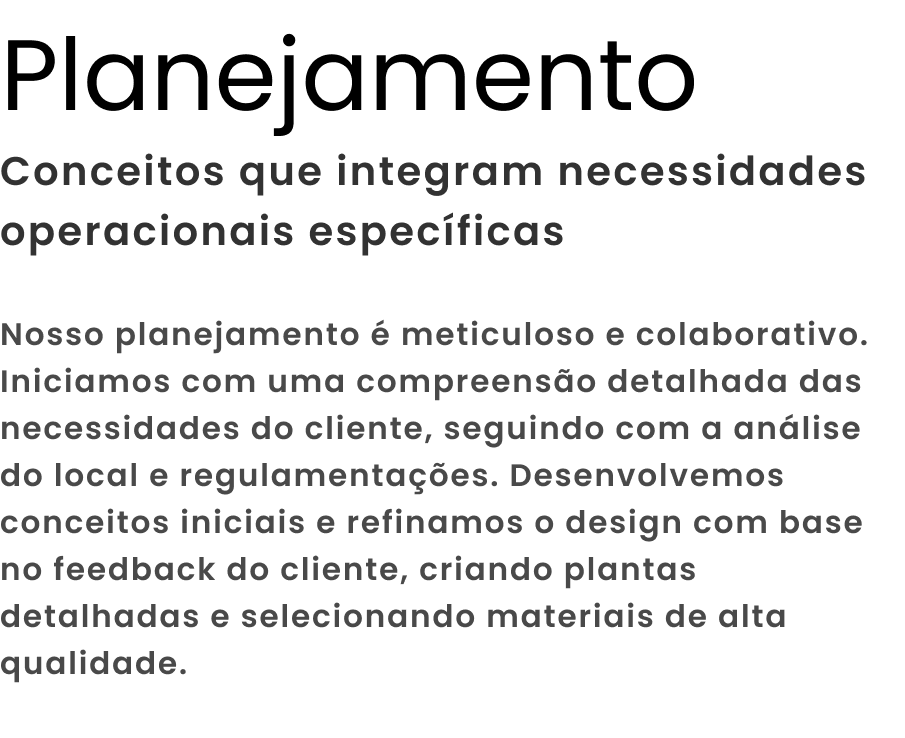 Planejamento
Conceitos que integram necessidades
operacionais específicas
Nosso planejamento é meticuloso e colaborativo.
Iniciamos com uma compreensão detalhada das
necessidades do cliente, seguindo com a análise
do local e regulamentações. Desenvolvemos
conceitos iniciais e refinamos o design com base
no feedback do cliente, criando plantas
detalhadas e selecionando materiais de alta
qualidade.